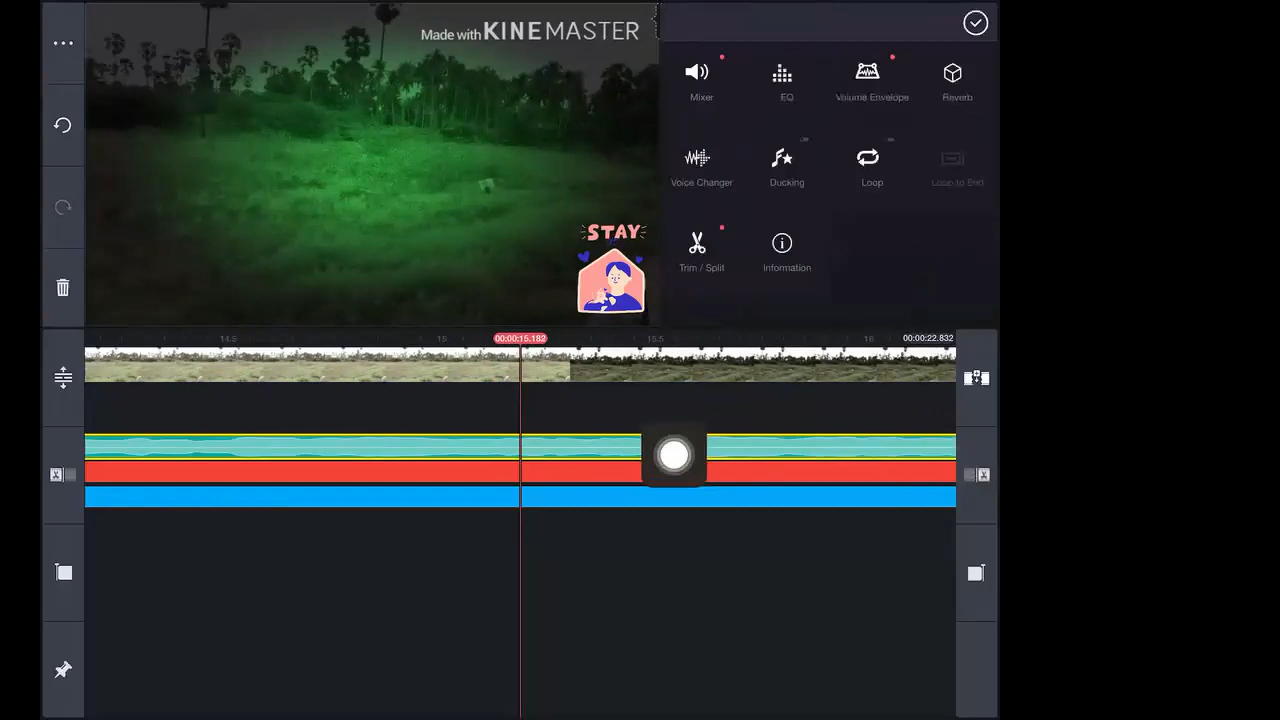 Made with KINEMASTER
Mixer
EQ
Volume Envelope
Reverb
Voice Changer
Ducking
Loop
Loop to End
Trim / Split
Information
STAY
14.5
15
00:00:15.182
15.5
16
00:00:22.832